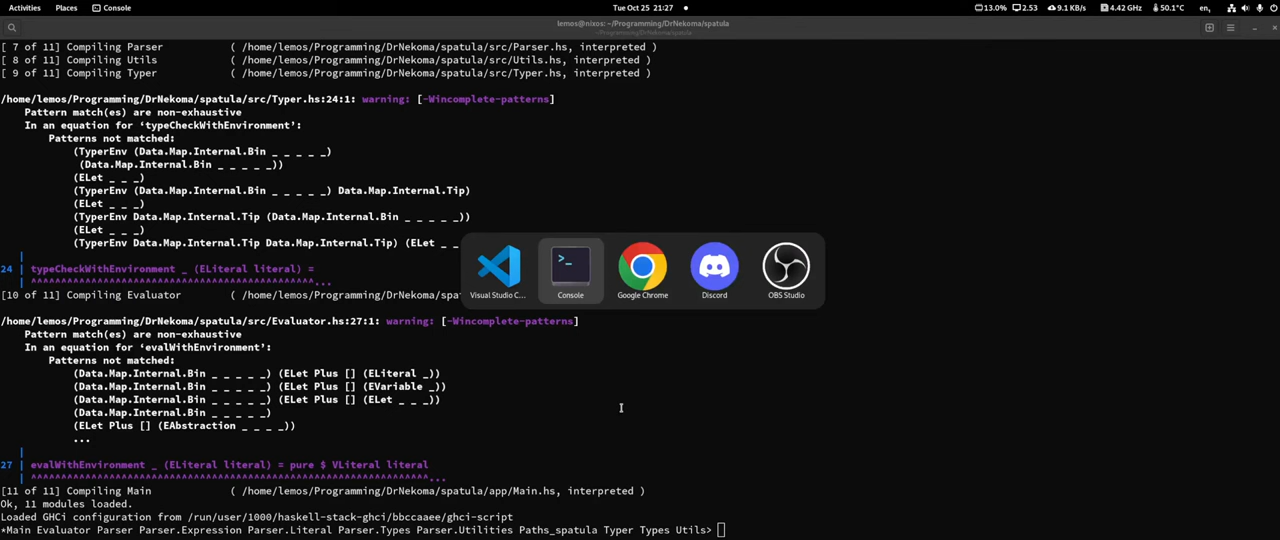 Activities Places Console Tue Oct 25 21:27 13.0% 2.53 9.1 KB/s 4.42 GHz 50.1°C en,
lemos@nixos: ~/Programming/DrNekoma/spatula
~/Programming/DrNekoma/spatula
[ 7 of 11] Compiling Parser ( /home/lemos/Programming/DrNekoma/spatula/src/Parser.hs, interpreted )
[ 8 of 11] Compiling Utils ( /home/lemos/Programming/DrNekoma/spatula/src/Utils.hs, interpreted )
[ 9 of 11] Compiling Typer ( /home/lemos/Programming/DrNekoma/spatula/src/Typer.hs, interpreted )
/home/lemos/Programming/DrNekoma/spatula/src/Typer.hs:24:1: warning: [-Wincomplete-patterns]
Pattern match(es) are non-exhaustive
In an equation for ‘typeCheckWithEnvironment’:
Patterns not matched:
(TyperEnv (Data.Map.Internal.Bin _ _ _ _ _)
(Data.Map.Internal.Bin _ _ _ _ _))
(ELet _ _ _)
(TyperEnv (Data.Map.Internal.Bin _ _ _ _ _) Data.Map.Internal.Tip)
(ELet _ _ _)
(TyperEnv Data.Map.Internal.Tip (Data.Map.Internal.Bin _ _ _ _ _))
(ELet _ _ _)
(TyperEnv Data.Map.Internal.Tip Data.Map.Internal.Tip) (ELet _ _
|
24 | typeCheckWithEnvironment _ (ELiteral literal) =
| ^^^^^^^^^^^^^^^^^^^^^^^^^^^^^^^^^^^^^^^^^^^^^^^...
[10 of 11] Compiling Evaluator ( /home/lemos/Programming/DrNekoma/spat
Visual Studio C... Console Google Chrome Discord OBS Studio
/home/lemos/Programming/DrNekoma/spatula/src/Evaluator.hs:27:1: warning: [-Wincomplete-patterns]
Pattern match(es) are non-exhaustive
In an equation for ‘evalWithEnvironment’:
Patterns not matched:
(Data.Map.Internal.Bin _ _ _ _ _) (ELet Plus [] (ELiteral _))
(Data.Map.Internal.Bin _ _ _ _ _) (ELet Plus [] (EVariable _))
(Data.Map.Internal.Bin _ _ _ _ _) (ELet Plus [] (ELet _ _ _))
(Data.Map.Internal.Bin _ _ _ _ _)
(ELet Plus [] (EAbstraction _ _ _ _))
...
|
27 | evalWithEnvironment _ (ELiteral literal) = pure $ VLiteral literal
| ^^^^^^^^^^^^^^^^^^^^^^^^^^^^^^^^^^^^^^^^^^^^^^^^^^^^^^^^^^^^^^^^^^...
[11 of 11] Compiling Main ( /home/lemos/Programming/DrNekoma/spatula/app/Main.hs, interpreted )
Ok, 11 modules loaded.
Loaded GHCi configuration from /run/user/1000/haskell-stack-ghci/bbccaaee/ghci-script
*Main Evaluator Parser Parser.Expression Parser.Literal Parser.Types Parser.Utilities Paths_spatula Typer Types Utils>